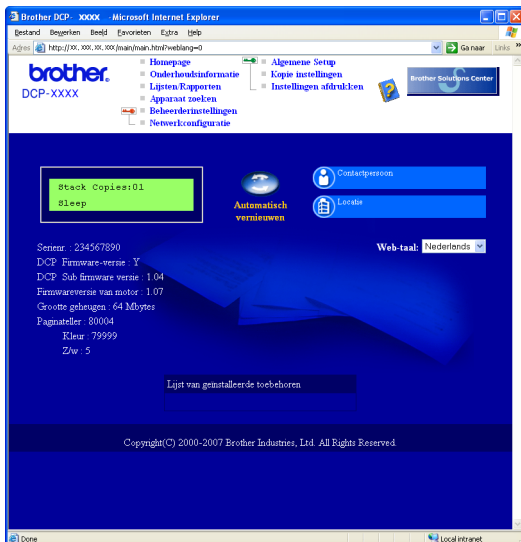 Brother DCP- XXXX - Microsoft Internet Explorer
Bestand Bewerken Beeld Favorieten Extra Help
Adres http://XX, XXX, XX, XXX/main/main.html?weblang=0 Ga naar Links »
brother.
DCP-XXXX
Homepage
Onderhoudsinformatie
Lijsten/Rapporten
Apparaat zoeken
Beheerderinstellingen
Netwerkconfiguratie
Algemene Setup
Kopie instellingen
Instellingen afdrukken
Brother Solutions Center
Stack Copies:01
Sleep
Automatisch
vernieuwen
Contactpersoon
Locatie
Serienr. : 234567890
Web-taal: Nederlands
DCP Firmware-versie : Y
DCP Sub firmware versie : 1.04
Firmwareversie van motor : 1.07
Grootte geheugen : 64 Mbytes
Paginateller : 80004
Kleur : 79999
Z/w : 5
Lijst van geïnstalleerde toebehoren
Copyright(C) 2000-2007 Brother Industries, Ltd. All Rights Reserved.
Done Local intranet